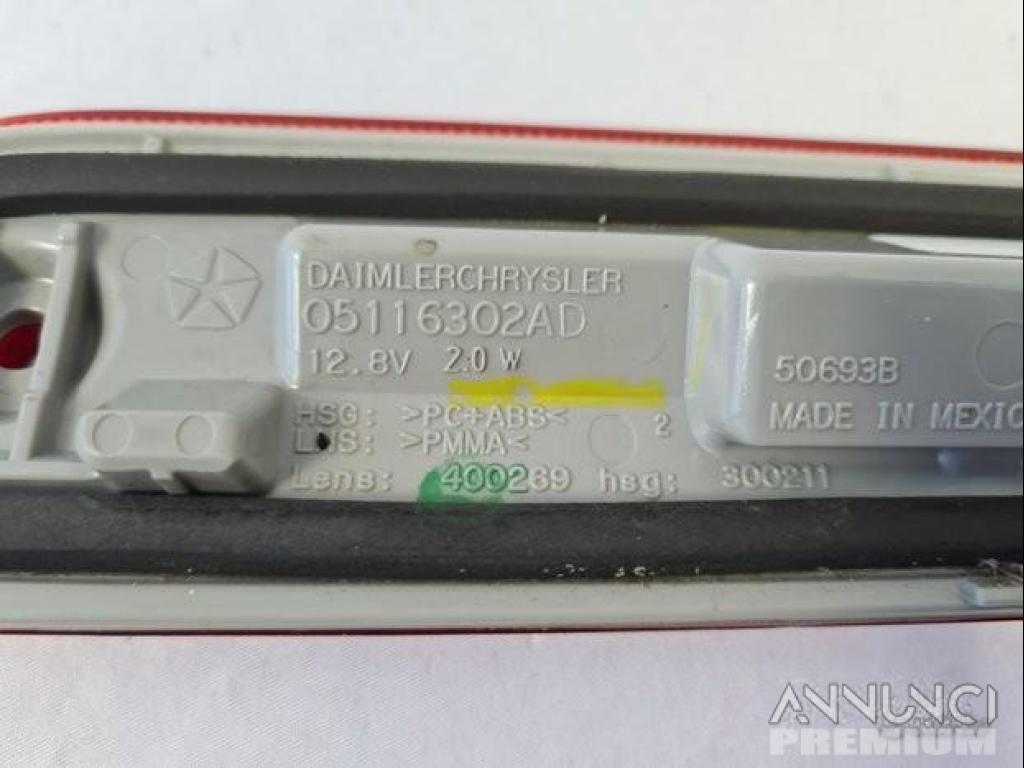 DAIMLERCHRYSLER
05116302AD
12.8V 2.0 W
HSG: >PC+ABS<
LNS: >PMMA<
2
Lens: 400269 hsg: 300211
50693B
MADE IN MEXICO
ANNUNCI
PREMIUM